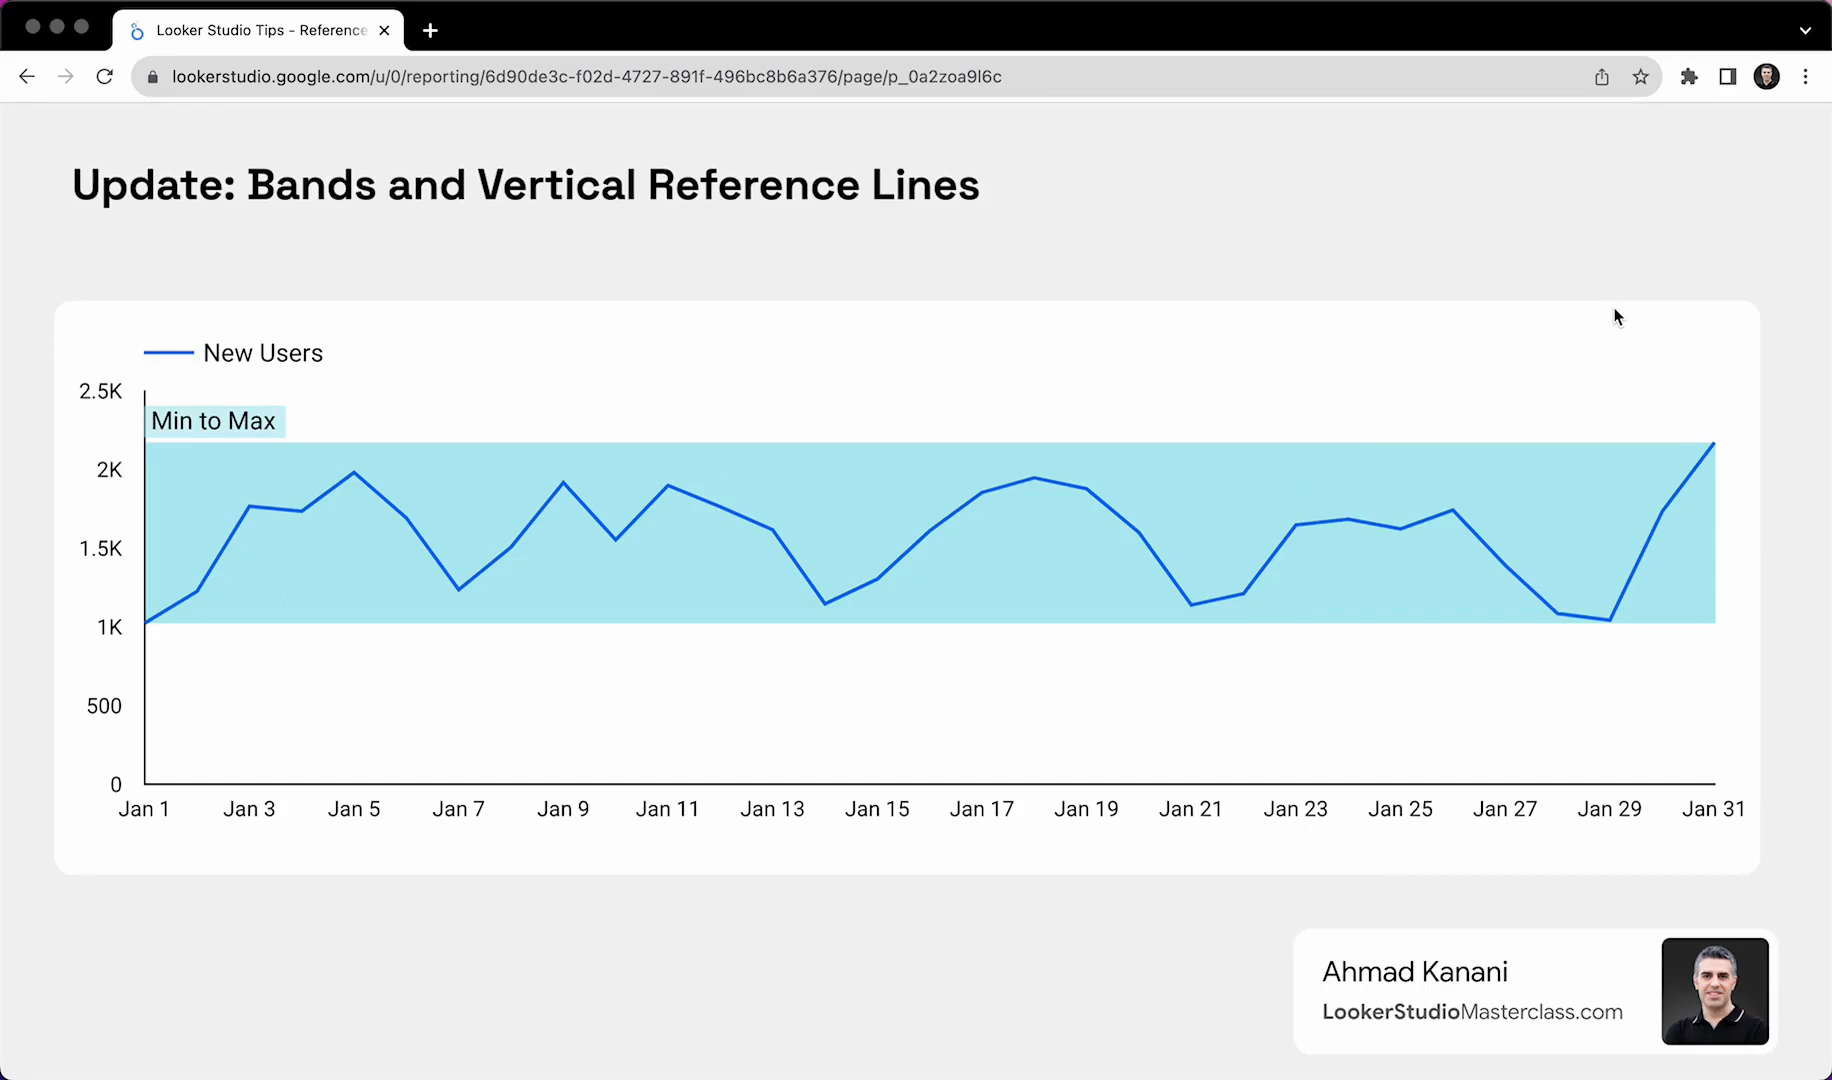 Looker Studio Tips - Reference
lookerstudio.google.com/u/0/reporting/6d90de3c-f02d-4727-891f-496bc8b6a376/page/p_0a2zoa9l6c
Update: Bands and Vertical Reference Lines
New Users
2.5K
Min to Max
2K
1.5K
1K
500
0
Jan 1 Jan 3 Jan 5 Jan 7 Jan 9 Jan 11 Jan 13 Jan 15 Jan 17 Jan 19 Jan 21 Jan 23 Jan 25 Jan 27 Jan 29 Jan 31
Ahmad Kanani
LookerStudioMasterclass.com